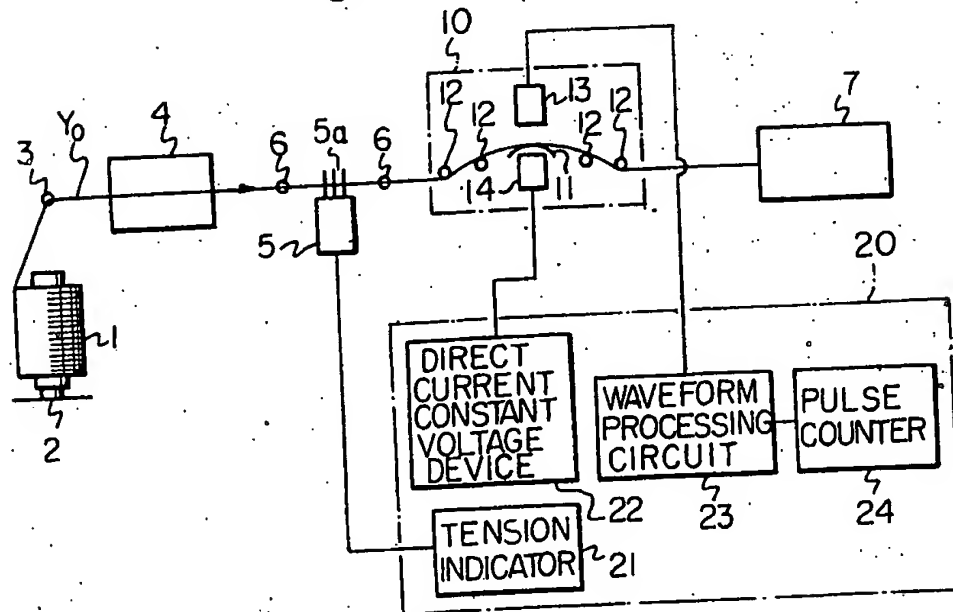 10
7
12
13
12
12
12
4
5a
Y0
6
6
3
14
11
5
20
1
2
DIRECT
CURRENT
CONSTANT
VOLTAGE
DEVICE
WAVEFORM
PROCESSING
CIRCUIT
PULSE
COUNTER
22
23
24
TENSION
INDICATOR
21